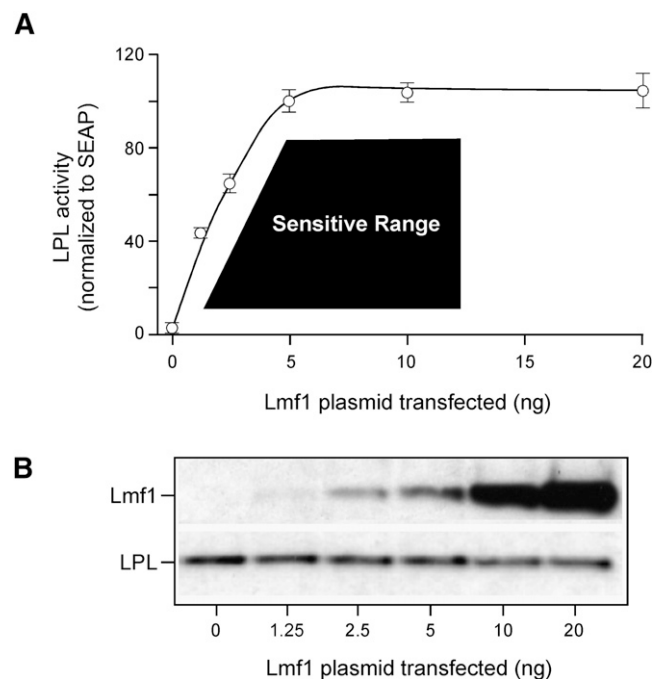 A
120
80
40
0
LPL activity
(normalized to SEAP)
Sensitive Range
0 5 10 15 20
Lmf1 plasmid transfected (ng)
B
Lmf1
LPL
0 1.25 2.5 5 10 20
Lmf1 plasmid transfected (ng)